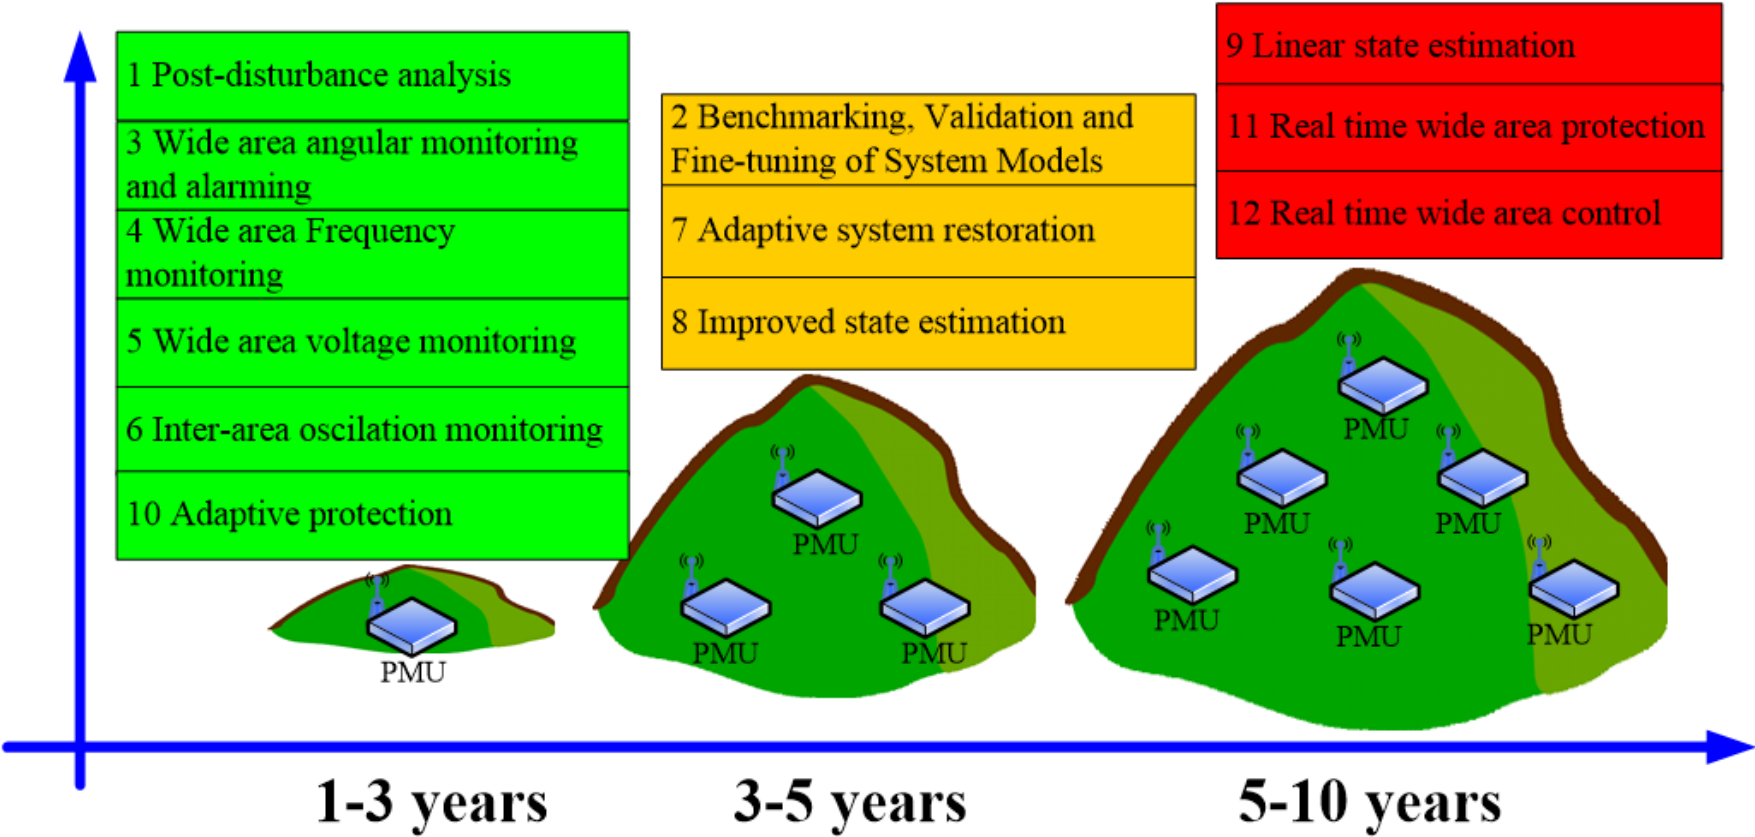 1 Post-disturbance analysis
3 Wide area angular monitoring
and alarming
4 Wide area Frequency
monitoring
5 Wide area voltage monitoring
6 Inter-area oscilation monitoring
10 Adaptive protection
PMU
2 Benchmarking, Validation and
Fine-tuning of System Models
7 Adaptive system restoration
8 Improved state estimation
PMU
PMU
PMU
9 Linear state estimation
11 Real time wide area protection
12 Real time wide area control
PMU
PMU
PMU
PMU
PMU
PMU
1-3 years
3-5 years
5-10 years